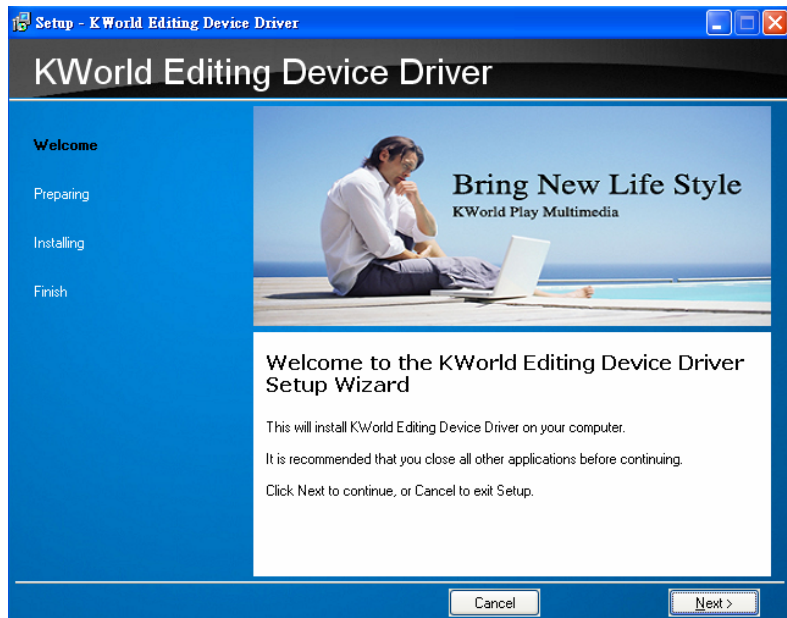 Setup - KWorld Editing Device Driver
KWorld Editing Device Driver
Welcome
Preparing
Installing
Finish
Bring New Life Style
KWorld Play Multimedia
Welcome to the KWorld Editing Device Driver
Setup Wizard
This will install KWorld Editing Device Driver on your computer.
It is recommended that you close all other applications before continuing.
Click Next to continue, or Cancel to exit Setup.
Cancel
Next >